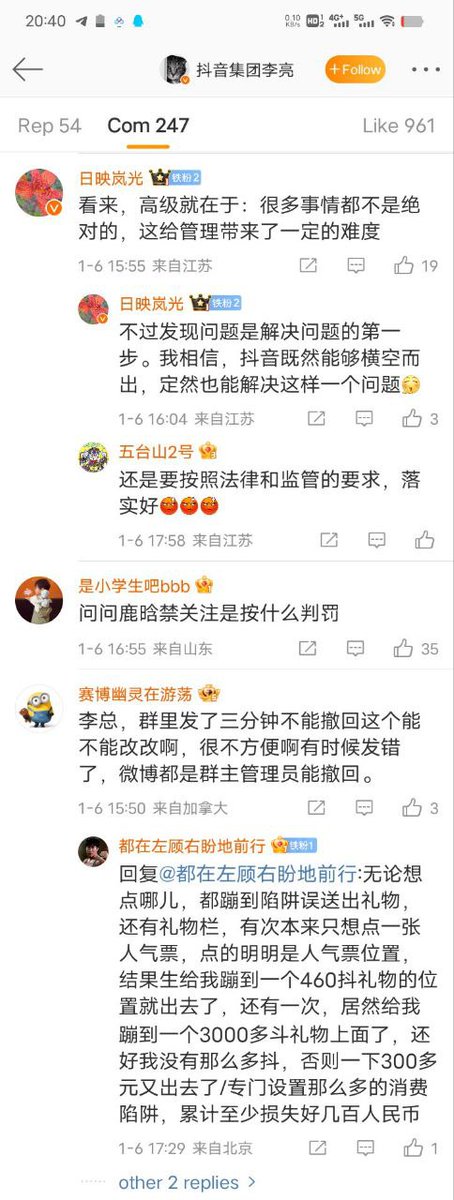 20:40
0.10 KB/s HD 1 2 4G+ 5G
抖音集团李亮
+Follow
Rep 54 Com 247 Like 961
日映岚光 铁粉2
看来，高级就在于：很多事情都不是绝
对的，这给管理带来了一定的难度
1-6 15:55 来自江苏 19
日映岚光 铁粉2
不过发现问题是解决问题的第一
步。我相信，抖音既然能够横空而
出，定然也能解决这样一个问题
1-6 16:04 来自江苏 3
五台山2号
还是要按照法律和监管的要求，落
实好
1-6 17:58 来自江苏
是小学生吧bbb
问问鹿晗禁关注是按什么判罚
1-6 16:55 来自山东 35
赛博幽灵在游荡
李总，群里发了三分钟不能撤回这个能
不能改改啊，很不方便啊有时候发错
了，微博都是群主管理员能撤回。
1-6 15:50 来自加拿大 3
都在左顾右盼地前行 铁粉1
回复@都在左顾右盼地前行:无论想
点哪儿，都蹦到陷阱误送出礼物，
还有礼物栏，有次本来只想点一张
人气票，点的明明是人气票位置，
结果生给我蹦到一个460抖礼物的位
置就出去了，还有一次，居然给我
蹦到一个3000多斗礼物上面了，还
好我没有那么多抖，否则一下300多
元又出去了/专门设置那么多的消费
陷阱，累计至少损失好几百人民币
1-6 17:29 来自北京 1
other 2 replies >